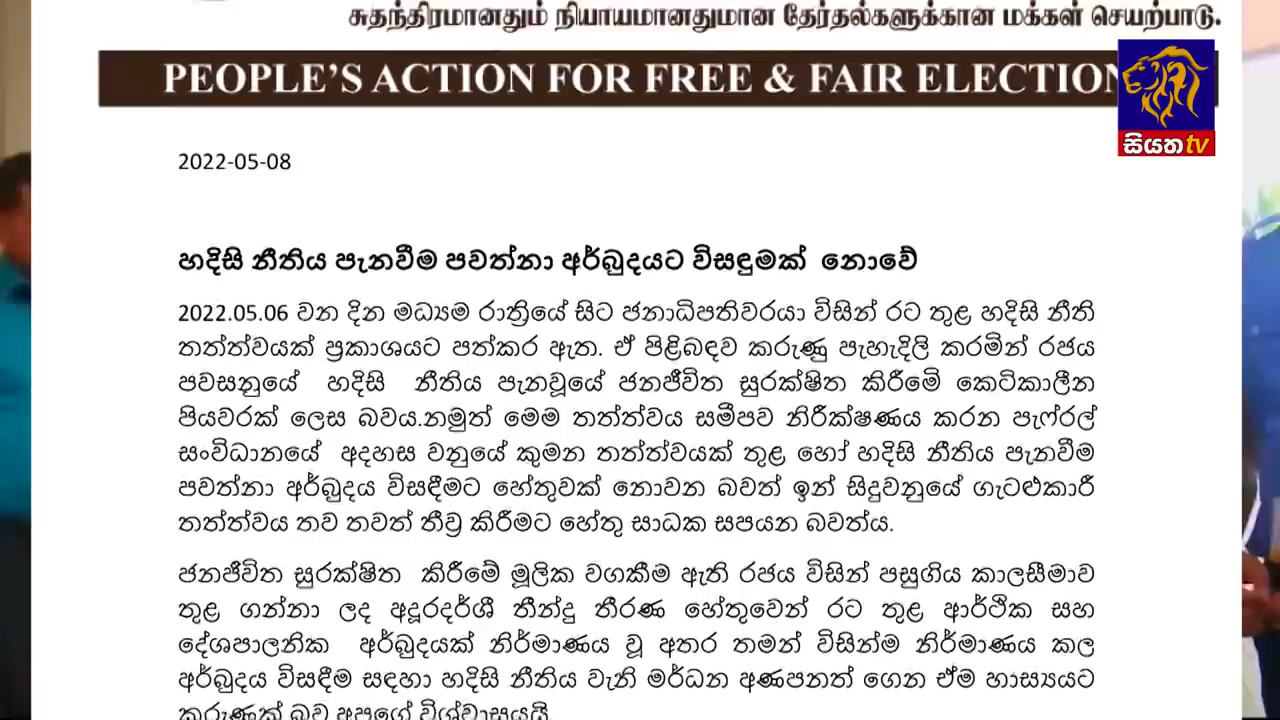 சுதந்திரமானதும் நியாயமானதுமான தேர்தல்களுக்கான மக்கள் செயற்பாடு.
PEOPLE'S ACTION FOR FREE & FAIR ELECTION
සියත tv
2022-05-08
හදිසි නීතිය පැනවීම පවත්නා අර්බුදයට විසඳුමක් නොවේ
2022.05.06 වන දින මධ්‍යම රාත්‍රියේ සිට ජනාධිපතිවරයා විසින් රට තුළ හදිසි නීති
තත්ත්වයක් ප්‍රකාශයට පත්කර ඇත. ඒ පිළිබඳව කරුණු පැහැදිලි කරමින් රජය
පවසනුයේ හදිසි නීතිය පැනවූයේ ජනජීවිත සුරක්ෂිත කිරීමෙි කෙටිකාලීන
පියවරක් ලෙස බවය.නමුත් මෙම තත්ත්වය සමීපව නිරීක්ෂණය කරන පැෆ්රල්
සංවිධානයේ අදහස වනුයේ කුමන තත්ත්වයක් තුළ හෝ හදිසි නීතිය පැනවීම
පවත්නා අර්බුදය විසඳීමට හේතුවක් නොවන බවත් ඉන් සිදුවනුයේ ගැටළුකාරී
තත්ත්වය තව තවත් තීව්‍ර කිරීමට හේතු සාධක සපයන බවත්ය.
ජනජීවිත සුරක්ෂිත කිරීමේ මූලික වගකීම ඇති රජය විසින් පසුගිය කාලසීමාව
තුළ ගන්නා ලද අදූරදර්ශී තීන්දු තීරණ හේතුවෙන් රට තුළ ආර්ථික සහ
දේශපාලනික අර්බුදයක් නිර්මාණය වූ අතර තමන් විසින්ම නිර්මාණය කල
අර්බුදය විසඳීම සඳහා හදිසි නීතිය වැනි මර්ධන අණපනත් ගෙන ඒම හාස්‍යයට
කරුණක් බව අපගේ විශ්වාසයයි